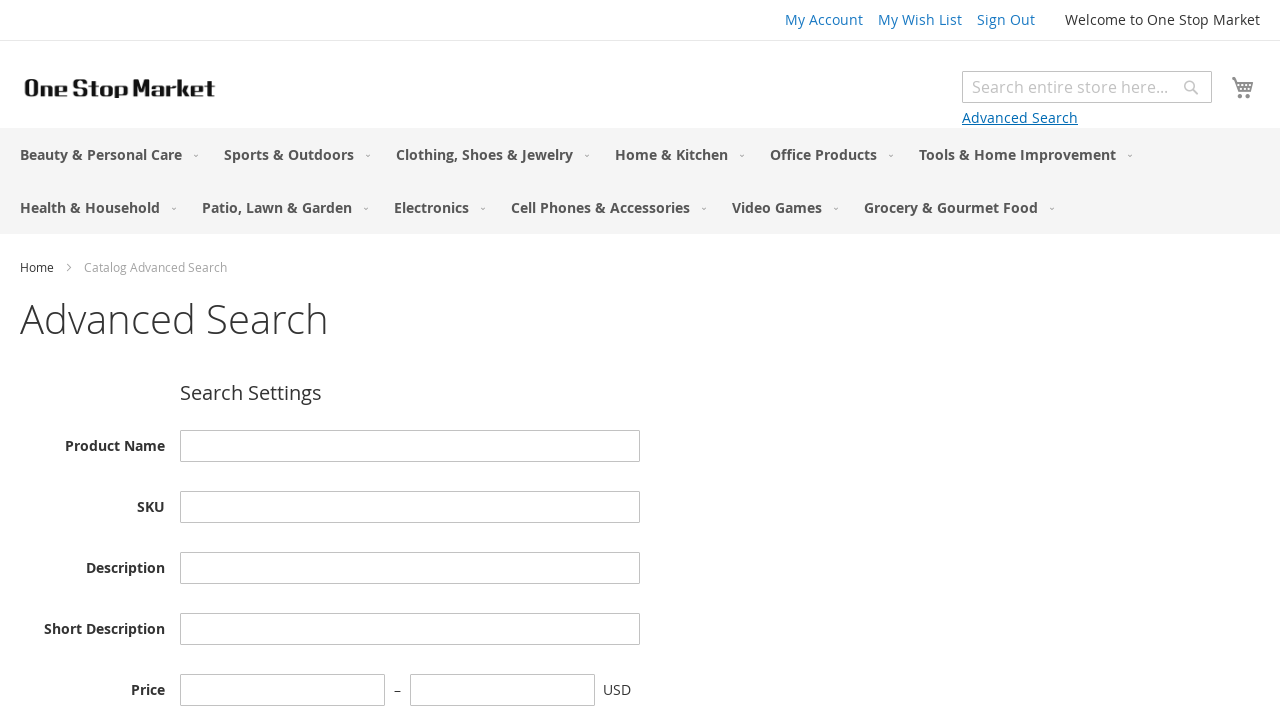 My Account My Wish List Sign Out Welcome to One Stop Market
One Stop Market
Search entire store here...
Advanced Search
Beauty & Personal Care Sports & Outdoors Clothing, Shoes & Jewelry Home & Kitchen Office Products Tools & Home Improvement
Health & Household Patio, Lawn & Garden Electronics Cell Phones & Accessories Video Games Grocery & Gourmet Food
Home Catalog Advanced Search
Advanced Search
Search Settings
Product Name
SKU
Description
Short Description
Price – USD